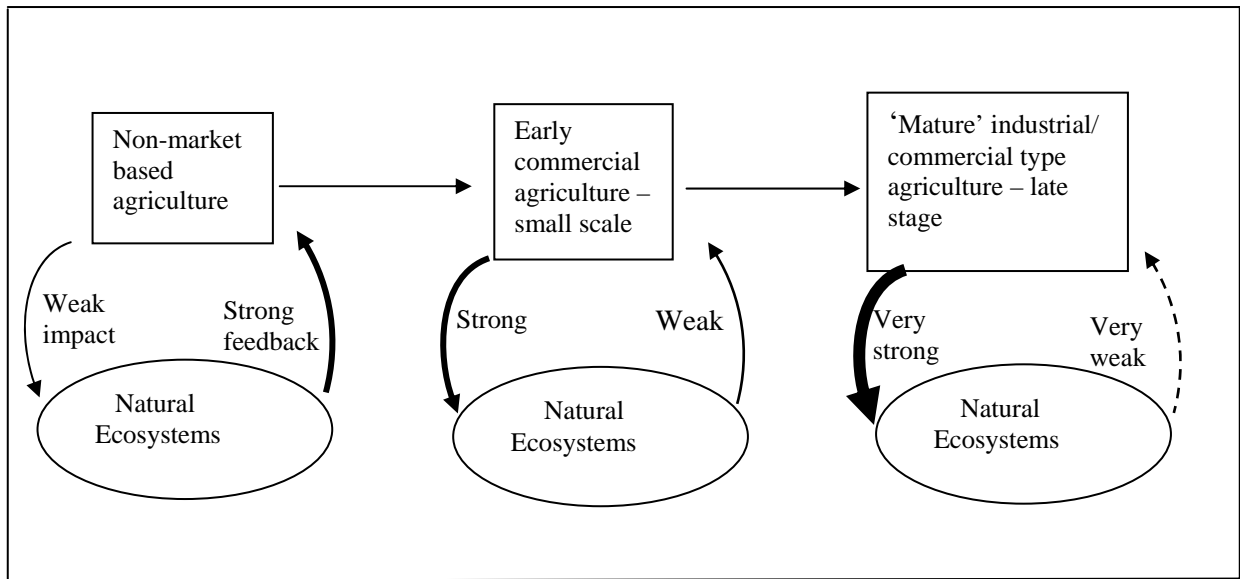 Non-market
based
agriculture
Early
commercial
agriculture –
small scale
‘Mature’ industrial/
commercial type
agriculture – late
stage
Weak
impact
Strong
feedback
Strong
Weak
Very
strong
Very
weak
Natural
Ecosystems
Natural
Ecosystems
Natural
Ecosystems